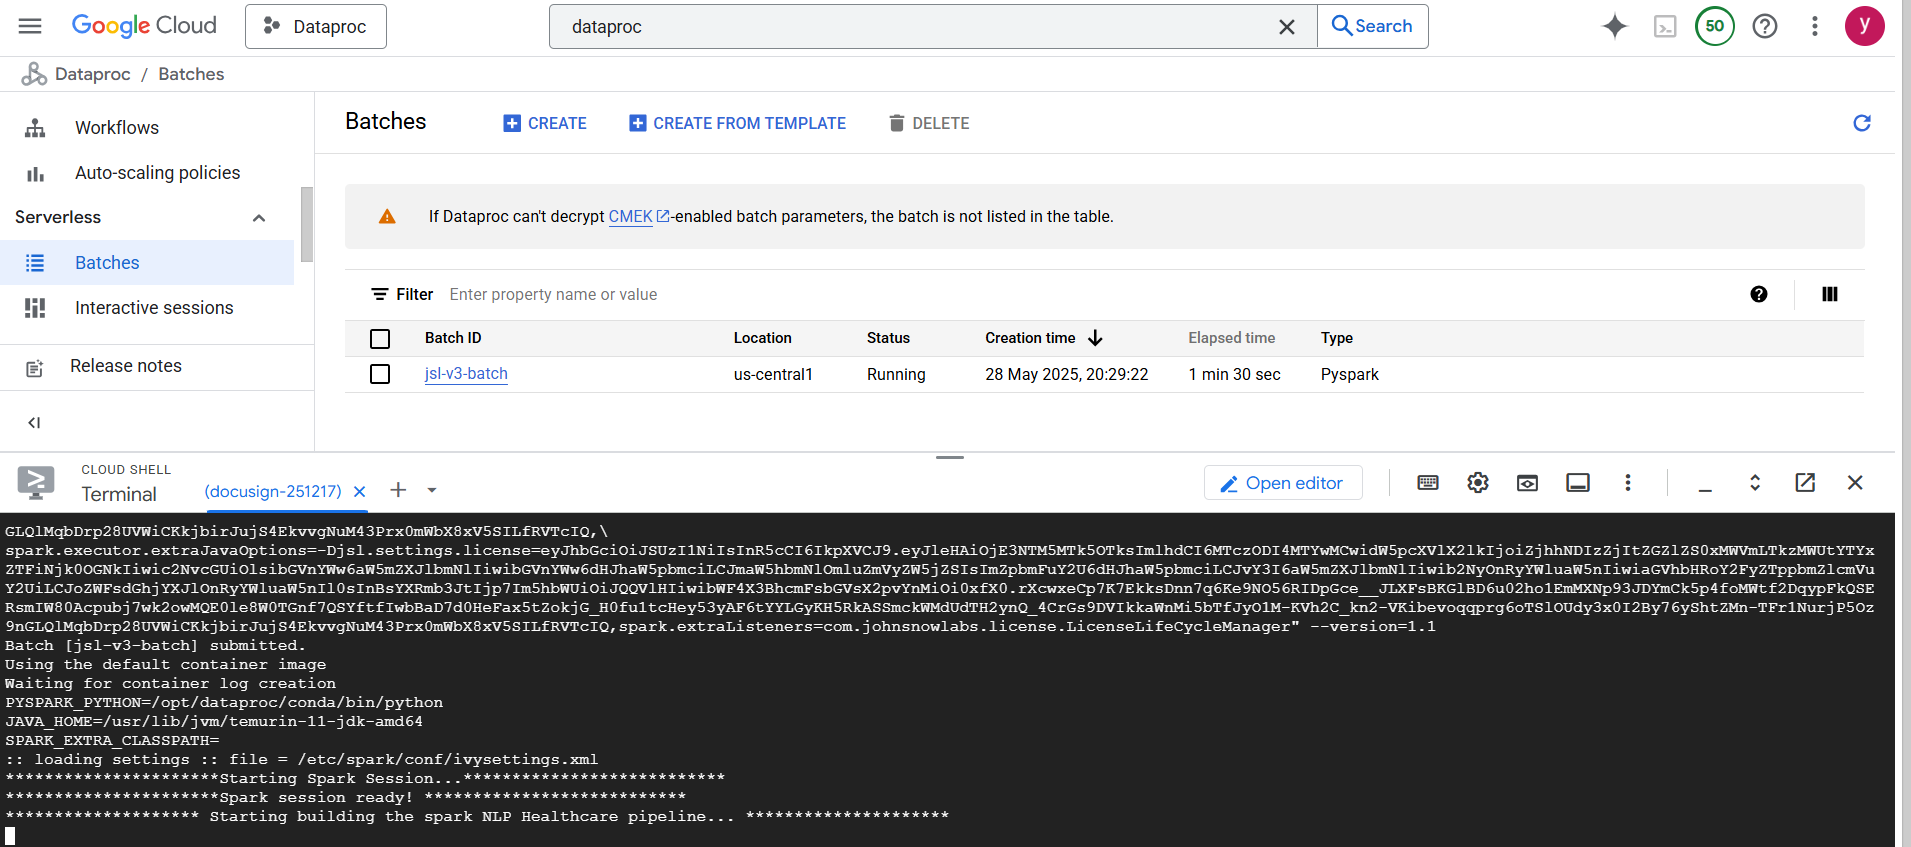 Google Cloud
Dataproc
dataproc
Search
50
y
Dataproc / Batches
Workflows
Auto-scaling policies
Serverless
Batches
Interactive sessions
Release notes
Batches
CREATE
CREATE FROM TEMPLATE
DELETE
If Dataproc can't decrypt CMEK-enabled batch parameters, the batch is not listed in the table.
Filter Enter property name or value
Batch ID Location Status Creation time Elapsed time Type
jsl-v3-batch us-central1 Running 28 May 2025, 20:29:22 1 min 30 sec Pyspark
CLOUD SHELL
Terminal
(docusign-251217)
Open editor
spark.executor.extraJavaOptions=-Djsl.settings.license=
spark.extraListeners=com.johnsnowlabs.license.LicenseLifeCycleManager" --version=1.1
Batch [jsl-v3-batch] submitted.
Using the default container image
Waiting for container log creation
PYSPARK_PYTHON=/opt/dataproc/conda/bin/python
JAVA_HOME=/usr/lib/jvm/temurin-11-jdk-amd64
SPARK_EXTRA_CLASSPATH=
:: loading settings :: file = /etc/spark/conf/ivysettings.xml
**********************Starting Spark Session...***************************
**********************Spark session ready! ***************************
******************** Starting building the spark NLP Healthcare pipeline... *********************